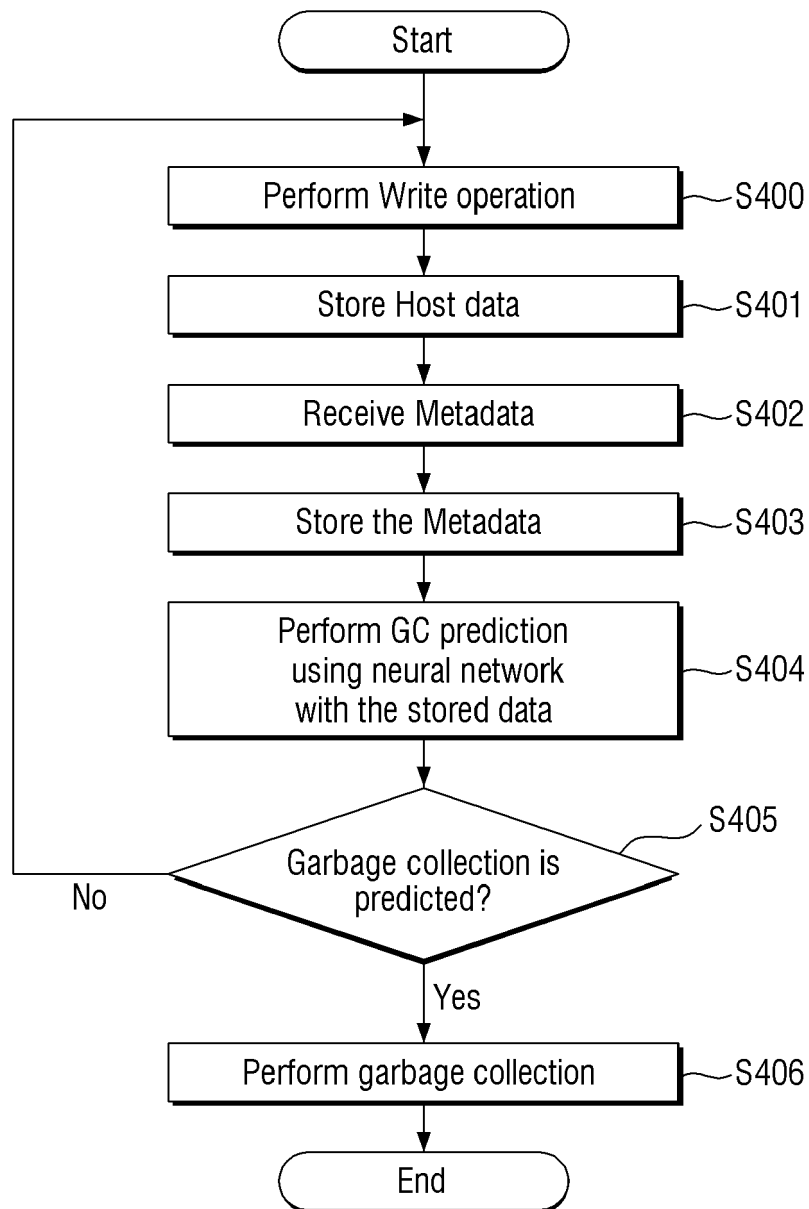 Start
Perform Write operation
S400
Store Host data
S401
Receive Metadata
S402
Store the Metadata
S403
Perform GC prediction
using neural network
with the stored data
S404
S405
Garbage collection is
predicted?
No
Yes
Perform garbage collection
S406
End